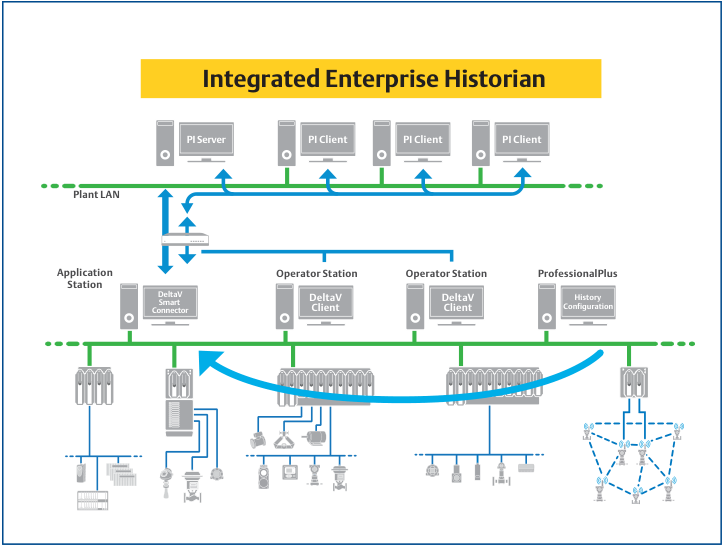 Integrated Enterprise Historian
PI Server
PI Client
PI Client
PI Client
Plant LAN
Application
Station
Operator Station
Operator Station
ProfessionalPlus
DeltaV
Smart
Connector
DeltaV
Client
DeltaV
Client
History
Configuration